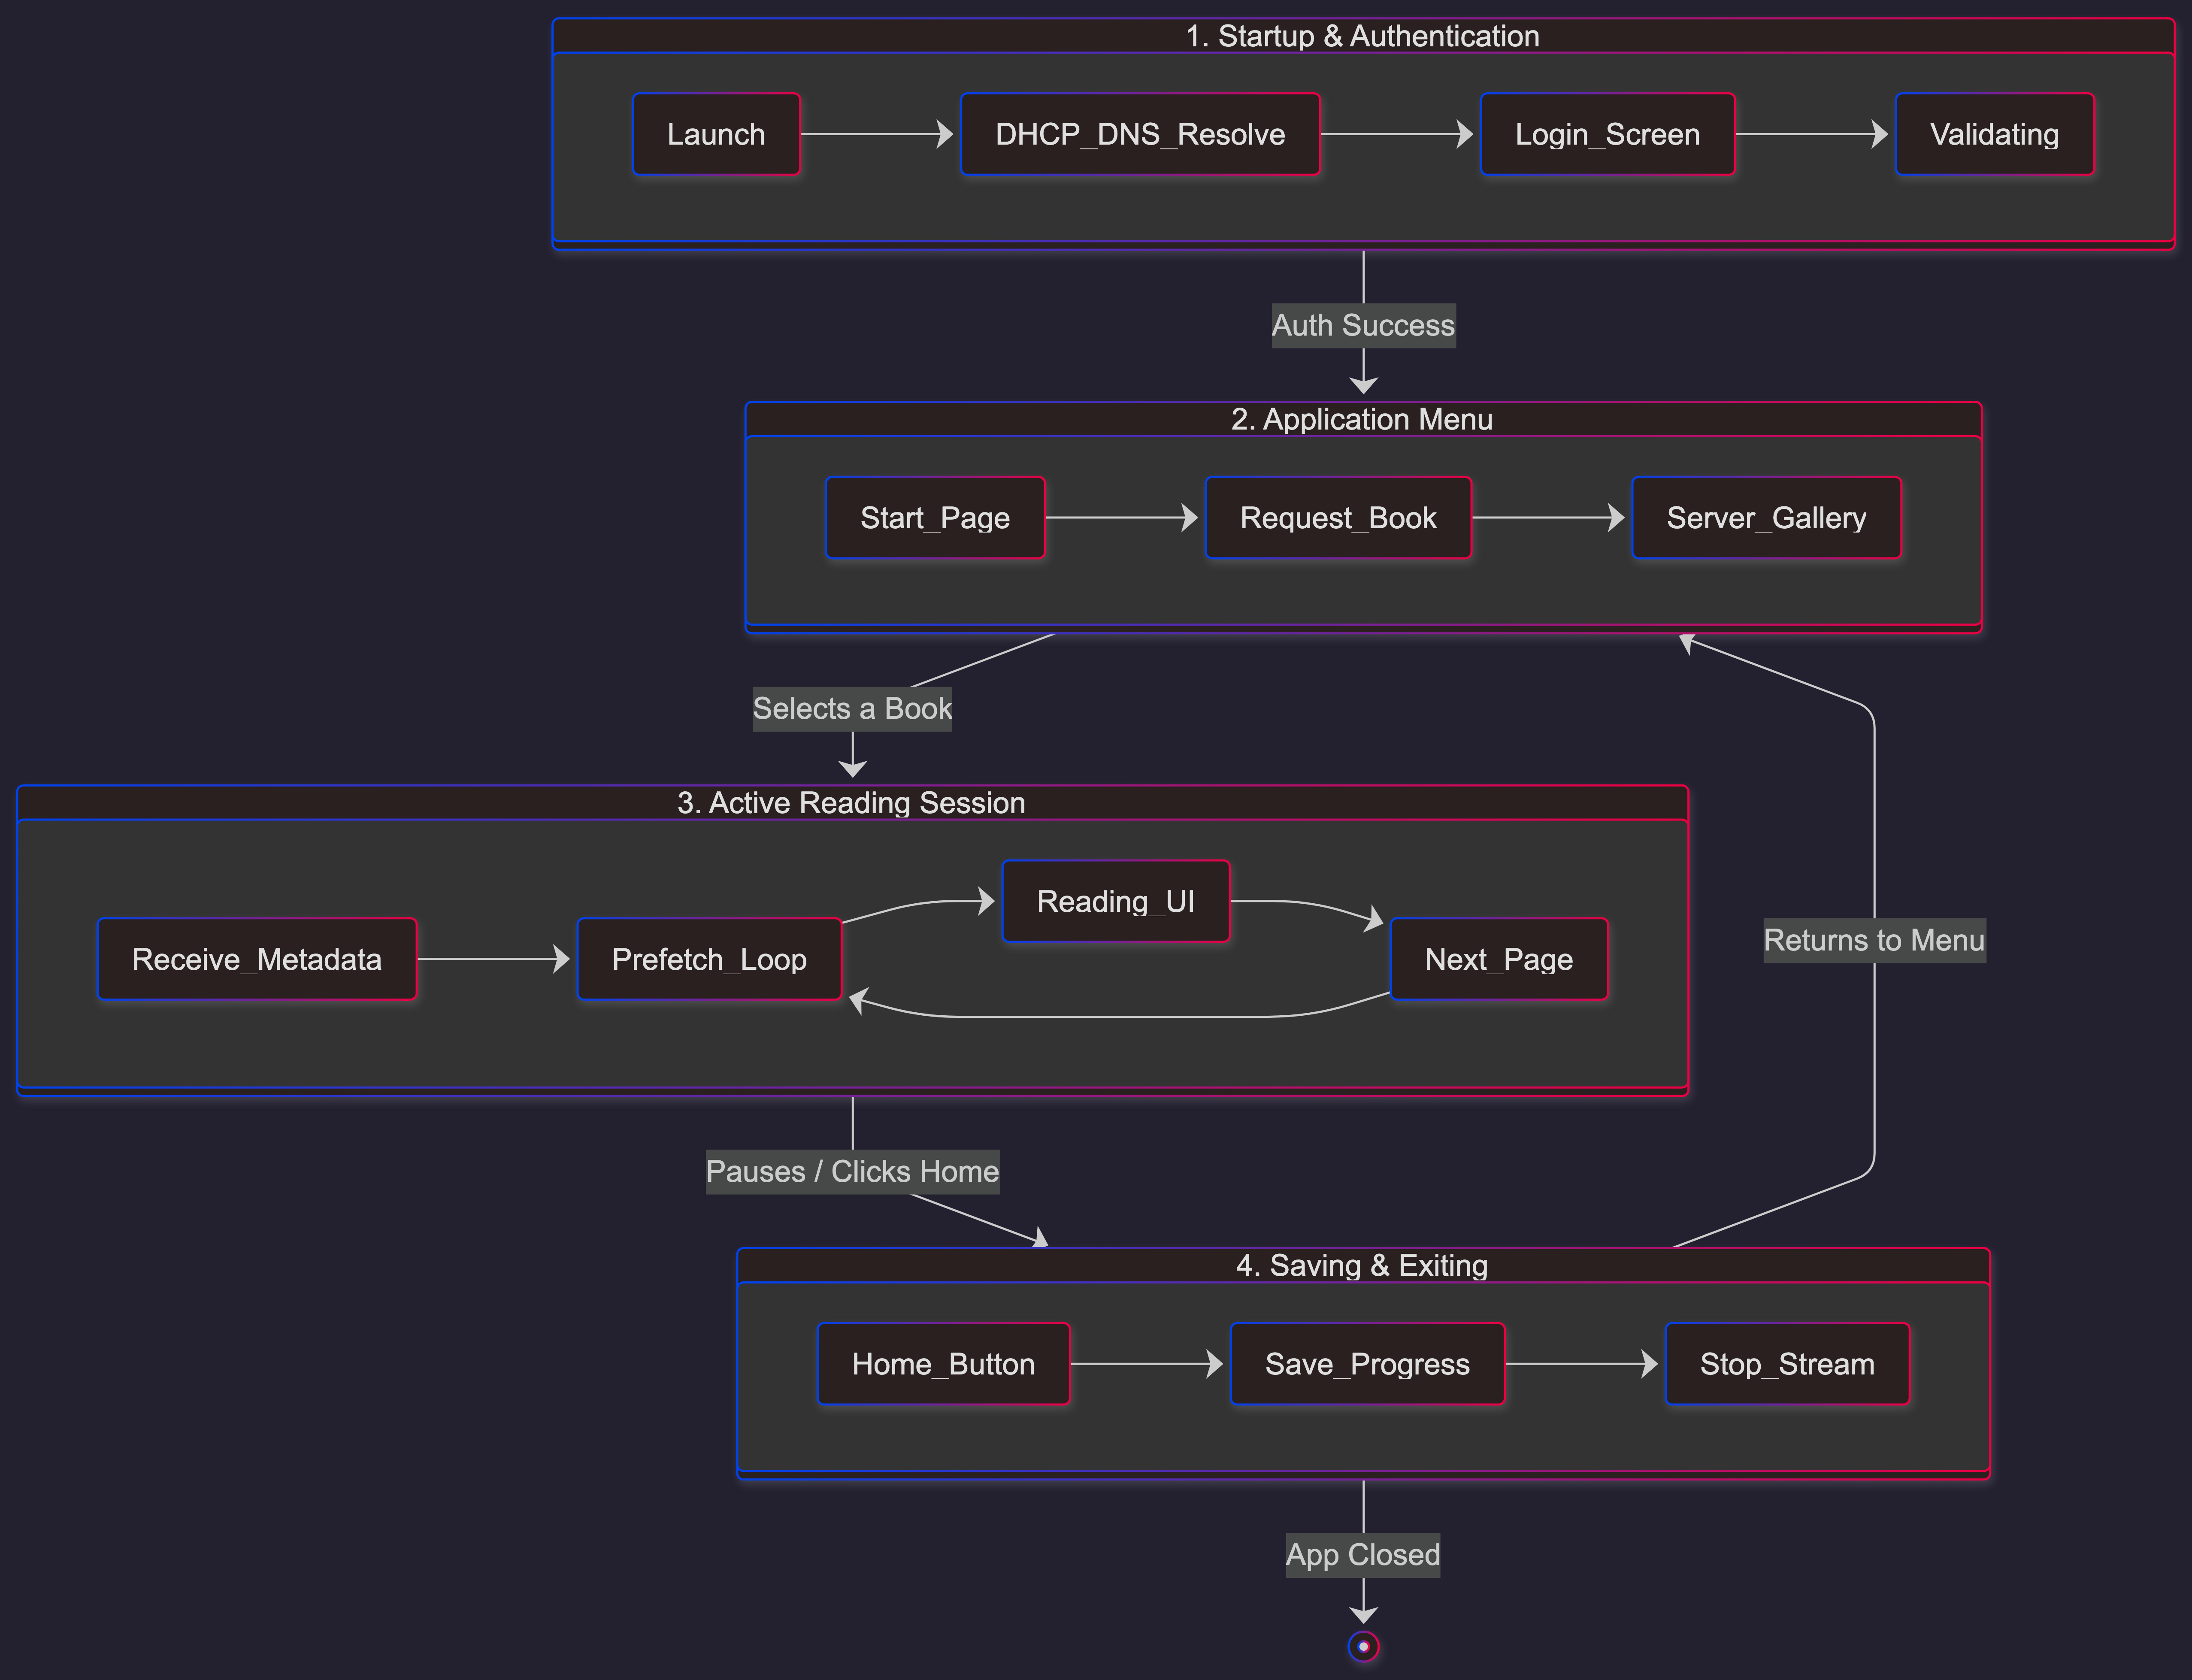 1. Startup & Authentication
Launch
DHCP_DNS_Resolve
Login_Screen
Validating
Auth Success
2. Application Menu
Start_Page
Request_Book
Server_Gallery
Selects a Book
3. Active Reading Session
Reading_UI
Receive_Metadata
Prefetch_Loop
Next_Page
Returns to Menu
Pauses / Clicks Home
4. Saving & Exiting
Home_Button
Save_Progress
Stop_Stream
App Closed